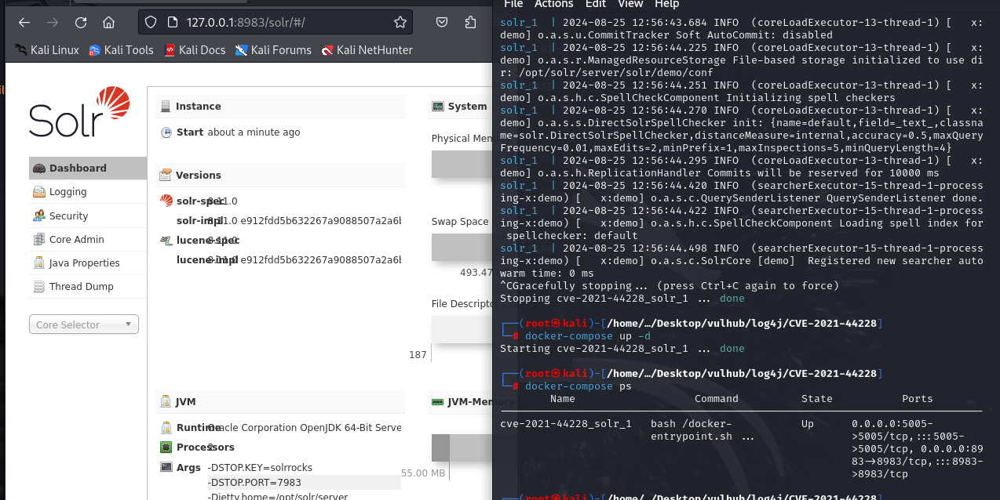 127.0.0.1:8983/solr/#/
Kali Linux
Kali Tools
Kali Docs
Kali Forums
Kali NetHunter
Solr
Dashboard
Logging
Security
Core Admin
Java Properties
Thread Dump
Core Selector
Instance
Start about a minute ago
Versions
solr-spec 8.11.0
solr-impl 8.11.0 e912fdd5b632267a9088507a2a6b
lucene-spec 8.11.0
lucene-impl 8.11.0 e912fdd5b632267a9088507a2a6b
JVM
Runtime Oracle Corporation OpenJDK 64-Bit Serve
Processors 2
Args -DSTOP.KEY=solrrocks
-DSTOP.PORT=7983
-Djetty.home=/opt/solr/server
System
Physical Mem
Swap Space
493.47
File Descripto
187
JVM-Memory
55.00 MB
File Actions Edit View Help
solr_1  | 2024-08-25 12:56:43.684 INFO  (coreLoadExecutor-13-thread-1) [   x:
demo] o.a.s.u.CommitTracker Soft AutoCommit: disabled
solr_1  | 2024-08-25 12:56:44.225 INFO  (coreLoadExecutor-13-thread-1) [   x:
demo] o.a.s.r.ManagedResourceStorage File-based storage initialized to use di
r: /opt/solr/server/solr/demo/conf
solr_1  | 2024-08-25 12:56:44.251 INFO  (coreLoadExecutor-13-thread-1) [   x:
demo] o.a.s.h.c.SpellCheckComponent Initializing spell checkers
solr_1  | 2024-08-25 12:56:44.270 INFO  (coreLoadExecutor-13-thread-1) [   x:
demo] o.a.s.s.DirectSolrSpellChecker init: {name=default,field=_text_,classna
me=solr.DirectSolrSpellChecker,distanceMeasure=internal,accuracy=0.5,maxQuery
Frequency=0.01,maxEdits=2,minPrefix=1,maxInspections=5,minQueryLength=4}
solr_1  | 2024-08-25 12:56:44.295 INFO  (coreLoadExecutor-13-thread-1) [   x:
demo] o.a.s.h.ReplicationHandler Commits will be reserved for 10000 ms
solr_1  | 2024-08-25 12:56:44.420 INFO  (searcherExecutor-15-thread-1-process
ing-x:demo) [   x:demo] o.a.s.c.QuerySenderListener QuerySenderListener done.
solr_1  | 2024-08-25 12:56:44.422 INFO  (searcherExecutor-15-thread-1-process
ing-x:demo) [   x:demo] o.a.s.h.c.SpellCheckComponent Loading spell index for
 spellchecker: default
solr_1  | 2024-08-25 12:56:44.498 INFO  (searcherExecutor-15-thread-1-process
ing-x:demo) [   x:demo] o.a.s.c.SolrCore [demo]  Registered new searcher auto
warm time: 0 ms
^CGracefully stopping... (press Ctrl+C again to force)
Stopping cve-2021-44228_solr_1 ... done
┌──(root㉿kali)-[/home/…/Desktop/vulhub/log4j/CVE-2021-44228]
└─# docker-compose up -d
Starting cve-2021-44228_solr_1 ... done
┌──(root㉿kali)-[/home/…/Desktop/vulhub/log4j/CVE-2021-44228]
└─# docker-compose ps
Name Command State Ports
cve-2021-44228_solr_1 bash /docker- Up 0.0.0.0:5005-
entrypoint.sh ... >5005/tcp,:::5005-
>5005/tcp, 0.0.0.0:89
83->8983/tcp,:::8983-
>8983/tcp
┌──(root㉿kali)-[/home/…/Desktop/vulhub/log4j/CVE-2021-44228]